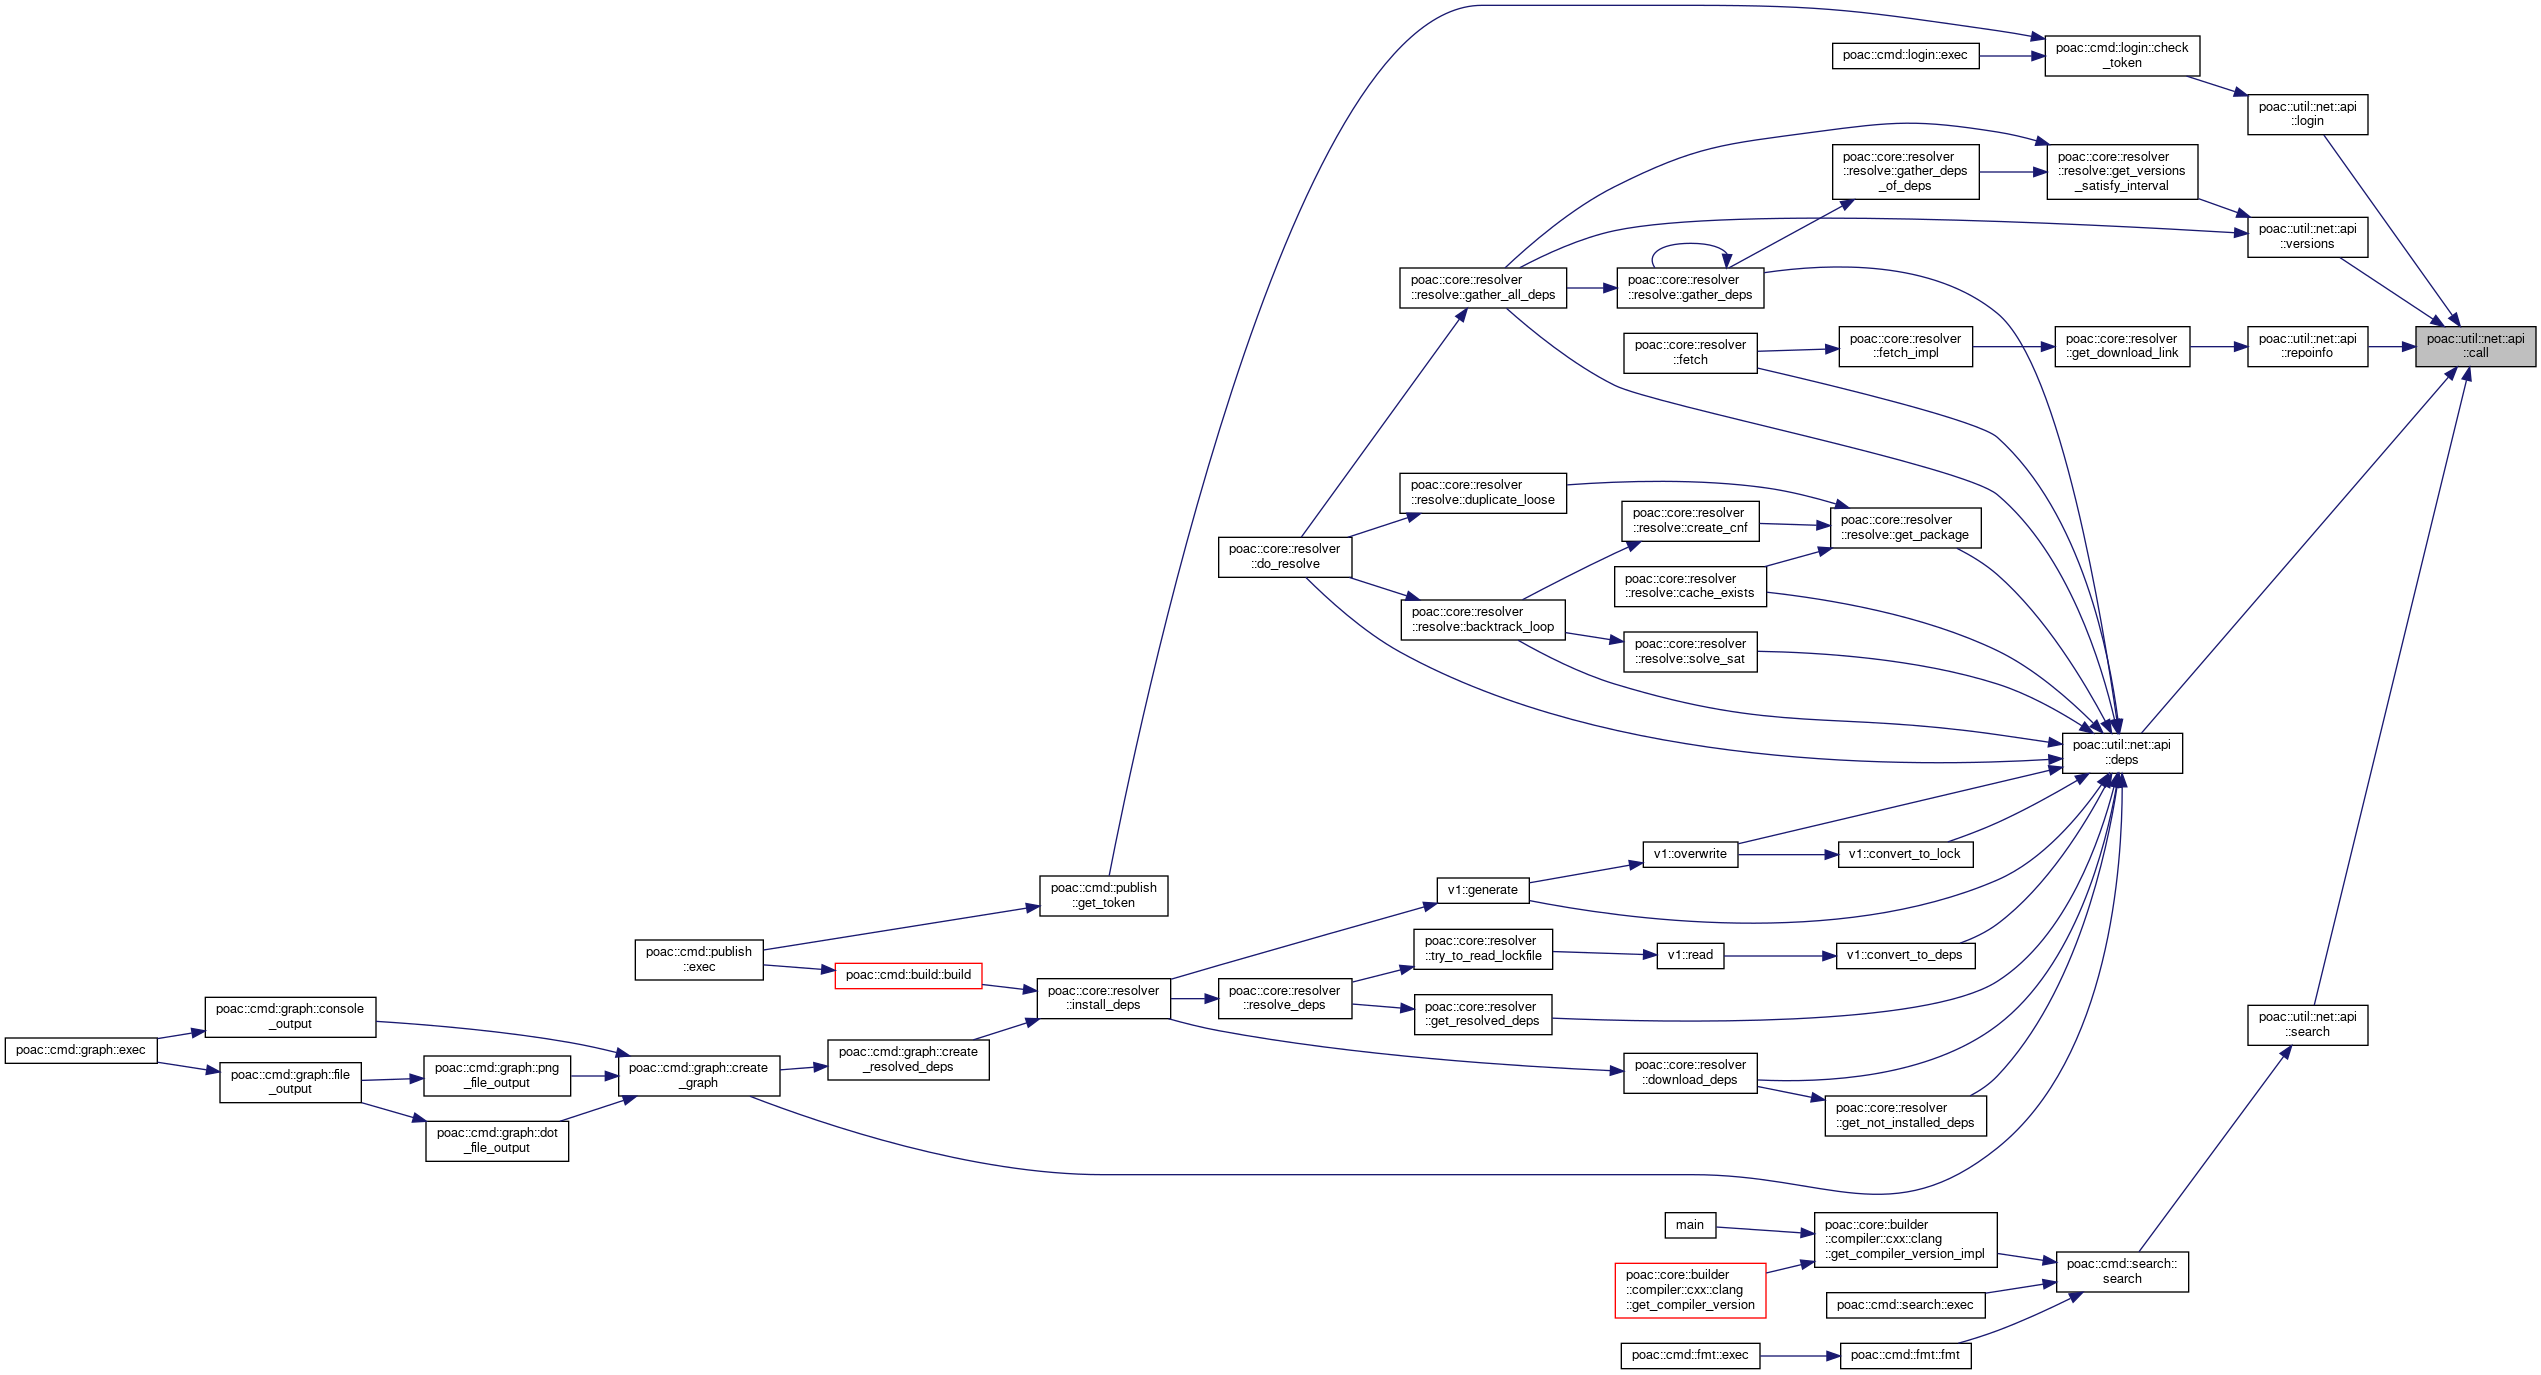 poac::cmd::login::check
_token
poac::cmd::login::exec
poac::util::net::api
::login
poac::core::resolver
::resolve::gather_deps
_of_deps
poac::core::resolver
::resolve::get_versions
_satisfy_interval
poac::util::net::api
::versions
poac::core::resolver
::resolve::gather_all_deps
poac::core::resolver
::resolve::gather_deps
poac::core::resolver
::fetch
poac::core::resolver
::fetch_impl
poac::core::resolver
::get_download_link
poac::util::net::api
::repoinfo
poac::util::net::api
::call
poac::core::resolver
::resolve::duplicate_loose
poac::core::resolver
::resolve::create_cnf
poac::core::resolver
::resolve::get_package
poac::core::resolver
::do_resolve
poac::core::resolver
::resolve::cache_exists
poac::core::resolver
::resolve::backtrack_loop
poac::core::resolver
::resolve::solve_sat
poac::util::net::api
::deps
v1::overwrite
v1::convert_to_lock
v1::generate
poac::cmd::publish
::get_token
poac::cmd::publish
::exec
poac::cmd::build::build
poac::core::resolver
::try_to_read_lockfile
v1::read
v1::convert_to_deps
poac::core::resolver
::install_deps
poac::core::resolver
::resolve_deps
poac::core::resolver
::get_resolved_deps
poac::cmd::graph::console
_output
poac::cmd::graph::exec
poac::cmd::graph::file
_output
poac::cmd::graph::png
_file_output
poac::cmd::graph::create
_graph
poac::cmd::graph::create
_resolved_deps
poac::core::resolver
::download_deps
poac::util::net::api
::search
poac::cmd::graph::dot
_file_output
poac::core::resolver
::get_not_installed_deps
main
poac::core::builder
::compiler::cxx::clang
::get_compiler_version_impl
poac::core::builder
::compiler::cxx::clang
::get_compiler_version
poac::cmd::search::
search
poac::cmd::search::exec
poac::cmd::fmt::exec
poac::cmd::fmt::fmt